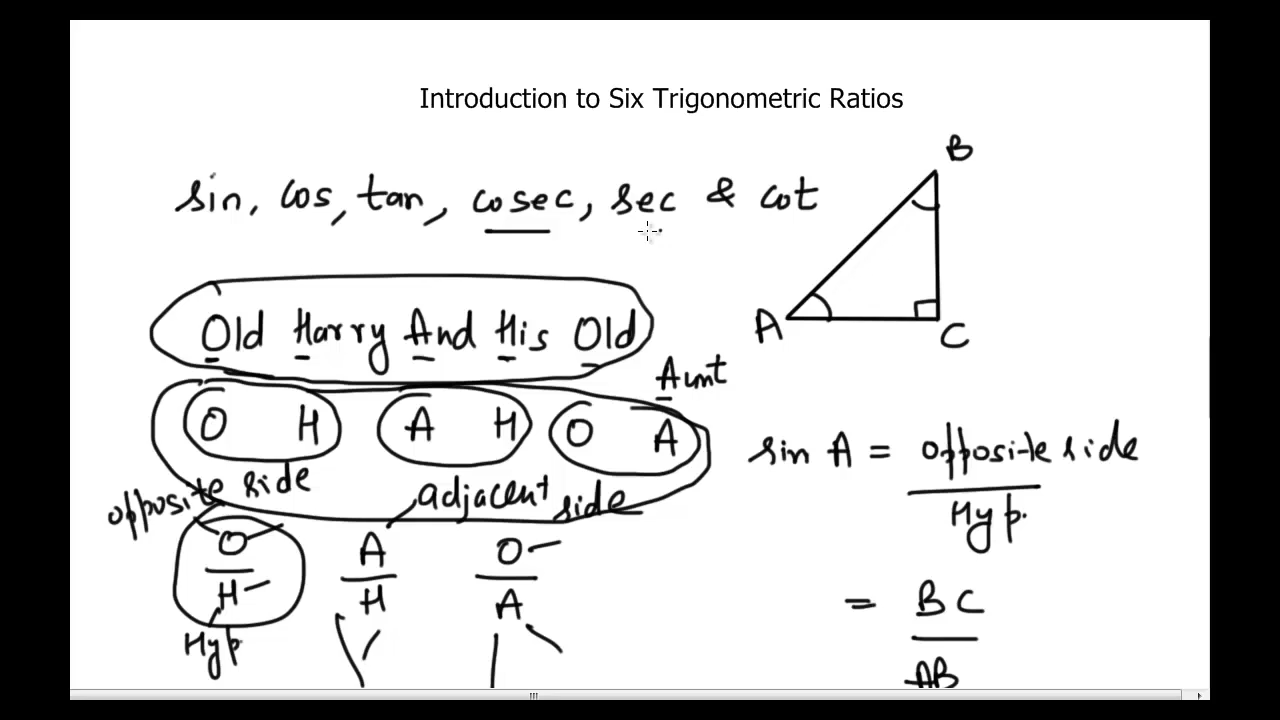 Introduction to Six Trigonometric Ratios
sin, cos, tan, cosec, sec & cot
B
A
C
Old Harry And His Old
Aunt
O H A H O A
opposite side
adjacent side
O
H
Hyp
A
H
O
A
sin A = opposite side
Hyp.
= BC
AB